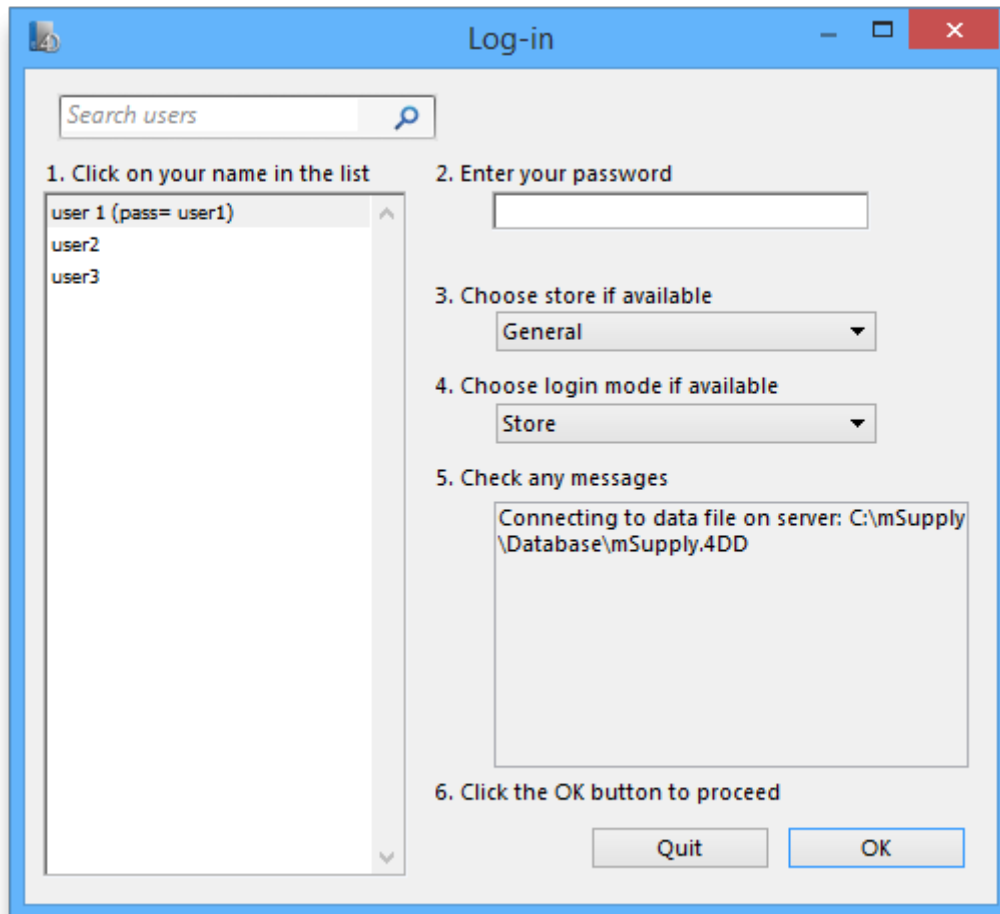 Log-in
Search users
1. Click on your name in the list
user 1 (pass= user1)
user2
user3
2. Enter your password
3. Choose store if available
General
4. Choose login mode if available
Store
5. Check any messages
Connecting to data file on server: C:\mSupply
\Database\mSupply.4DD
6. Click the OK button to proceed
Quit
OK